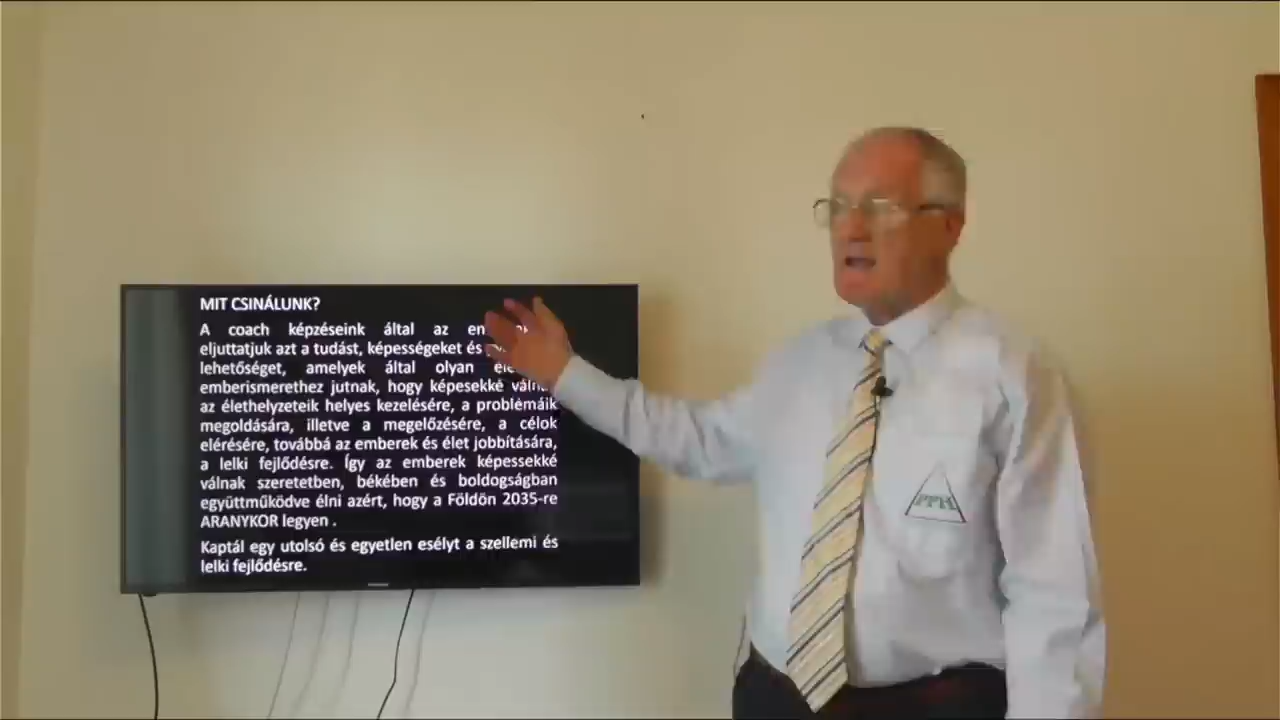 MIT CSINÁLUNK?
A coach képzéseink által az
eljuttatjuk azt a tudást, képességeket és
lehetőséget, amelyek által olyan
emberismerethez jutnak, hogy képesekké
az élethelyzeteik helyes kezelésére, a problémáik
megoldására, illetve a megelőzésére, a célok
elérésére, továbbá az emberek és élet jobbítására,
a lelki fejlődésre. Így az emberek képessekké
válnak szeretetben, békében és boldogságban
együttműködve élni azért, hogy a Földön 2035-re
ARANYKOR legyen .
Kaptál egy utolsó és egyetlen esélyt a szellemi és
lelki fejlődésre.